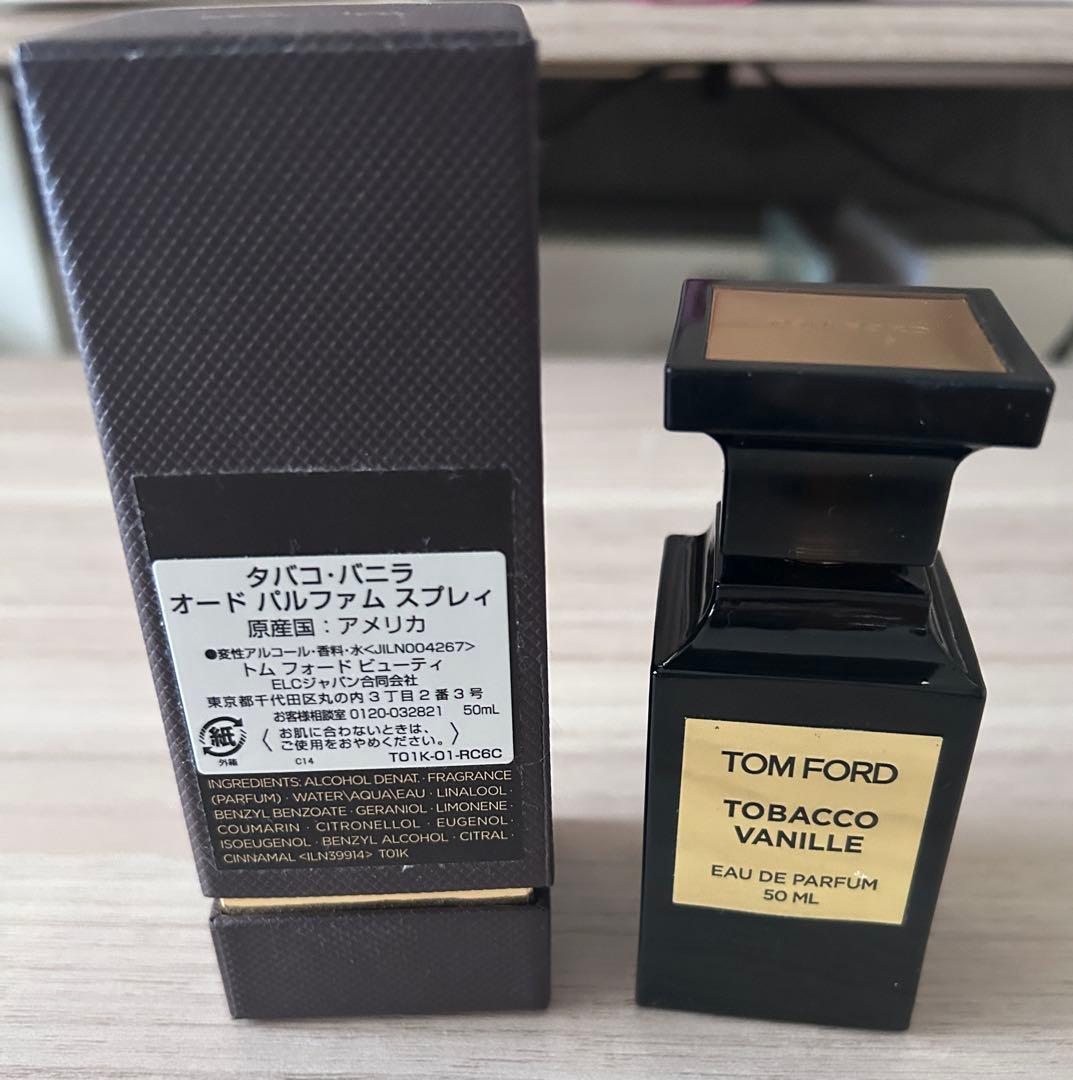 タバコ・バニラ
オード パルファム スプレィ
原産国：アメリカ
●変性アルコール・香料・水<JILN004267>
トム フォード ビューティ
ELCジャパン合同会社
東京都千代田区丸の内3丁目2番3号
お客様相談室 0120-032821 50mL
〈お肌に合わないときは、
ご使用をおやめください。〉
紙
外箱
C14
T01K-01-RC6C
INGREDIENTS: ALCOHOL DENAT. · FRAGRANCE
(PARFUM) · WATER\AQUA\EAU · LINALOOL ·
BENZYL BENZOATE · GERANIOL · LIMONENE ·
COUMARIN · CITRONELLOL · EUGENOL ·
ISOEUGENOL · BENZYL ALCOHOL · CITRAL ·
CINNAMAL <ILN39914> T01K
TOM FORD
TOBACCO
VANILLE
EAU DE PARFUM
50 ML